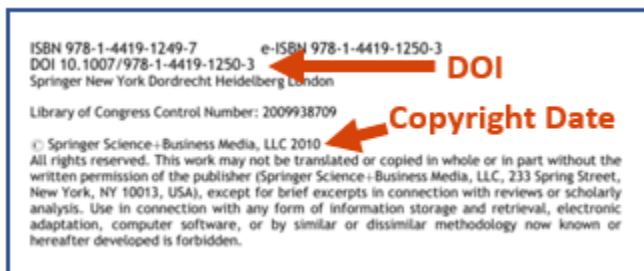 ISBN 978-1-4419-1249-7 e-ISBN 978-1-4419-1250-3
DOI 10.1007/978-1-4419-1250-3
DOI
Springer New York Dordrecht Heidelberg London
Library of Congress Control Number: 2009938709
Copyright Date
© Springer Science+Business Media, LLC 2010
All rights reserved. This work may not be translated or copied in whole or in part without the
written permission of the publisher (Springer Science+Business Media, LLC, 233 Spring Street,
New York, NY 10013, USA), except for brief excerpts in connection with reviews or scholarly
analysis. Use in connection with any form of information storage and retrieval, electronic
adaptation, computer software, or by similar or dissimilar methodology now known or
hereafter developed is forbidden.